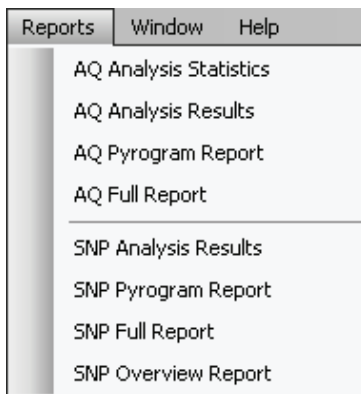 Reports Window Help
AQ Analysis Statistics
AQ Analysis Results
AQ Pyrogram Report
AQ Full Report
SNP Analysis Results
SNP Pyrogram Report
SNP Full Report
SNP Overview Report